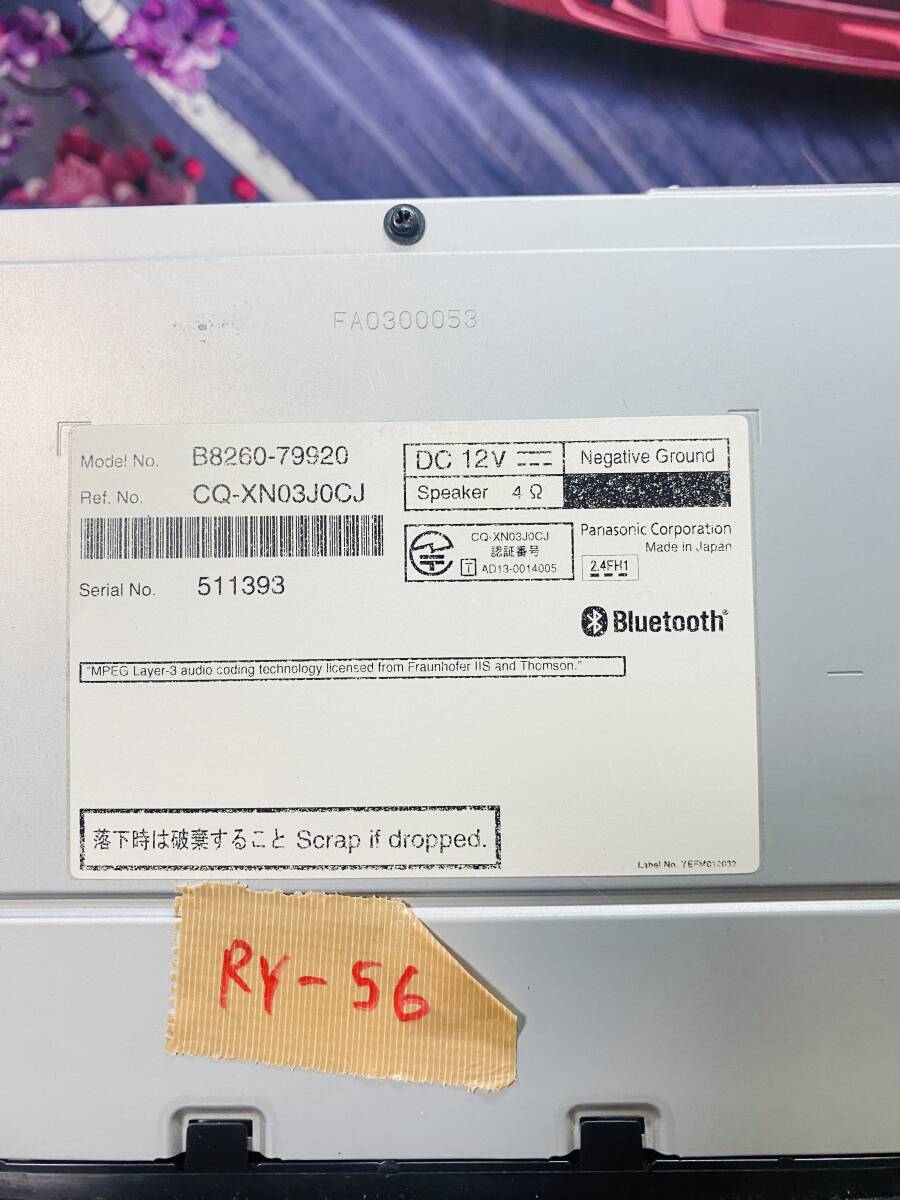 FA0300053
Model No. B8260-79920
Ref. No. CQ-XN03J0CJ
Serial No. 511393
DC 12V
Negative Ground
Speaker 4 Ω
CQ-XN03J0CJ
認証番号
T AD13-0014005
Panasonic Corporation
Made in Japan
2.4FH1
Bluetooth®
"MPEG Layer-3 audio coding technology licensed from Fraunhofer IIS and Thomson."
落下時は破棄すること Scrap if dropped.
Label No. YEFM012032
RY-56